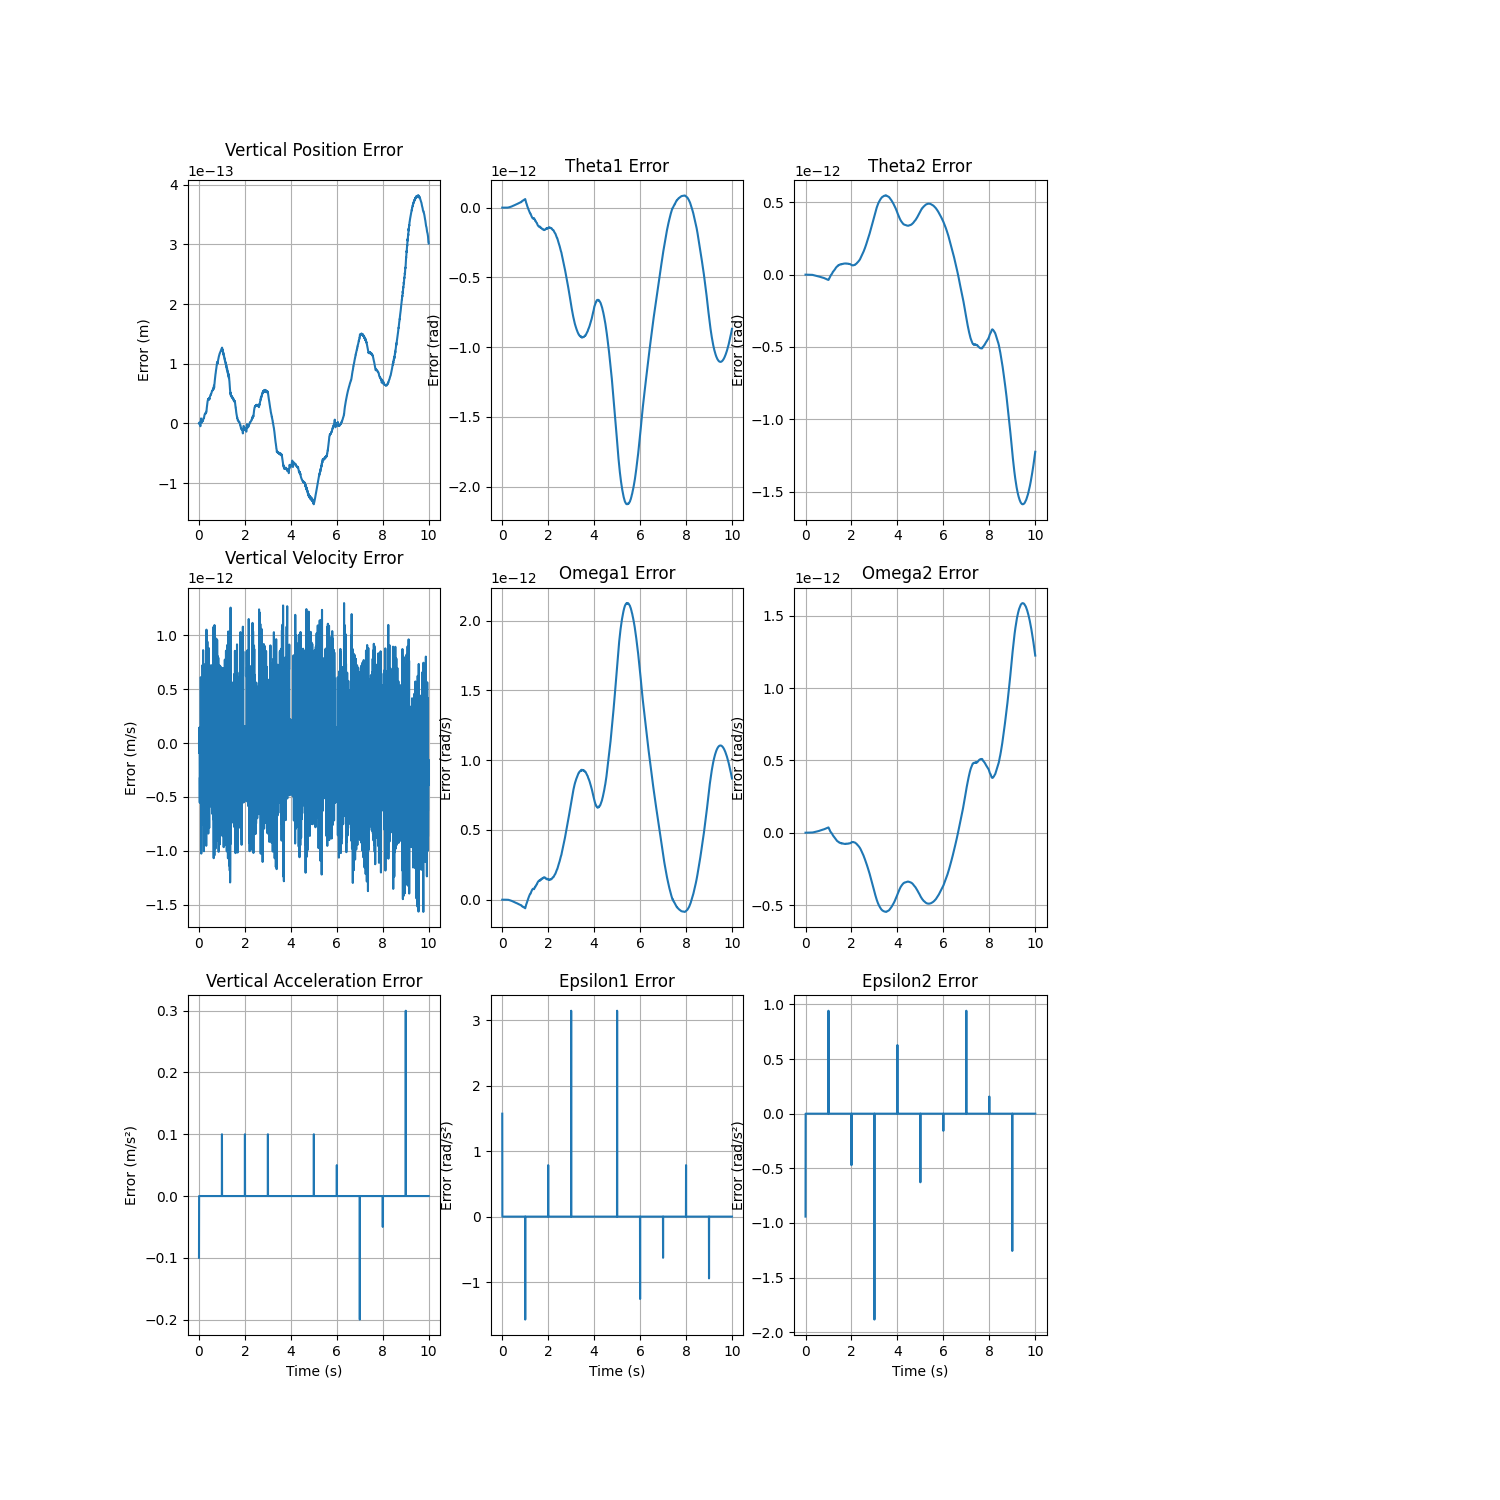 Vertical Position Error
1e−13
4
3
2
1
0
−1
Error (m)
0 2 4 6 8 10
Theta1 Error
1e−12
0.0
−0.5
−1.0
−1.5
−2.0
Error (rad)
0 2 4 6 8 10
Theta2 Error
1e−12
0.5
0.0
−0.5
−1.0
−1.5
Error (rad)
0 2 4 6 8 10
Vertical Velocity Error
1e−12
1.0
0.5
0.0
−0.5
−1.0
−1.5
Error (m/s)
0 2 4 6 8 10
Omega1 Error
1e−12
2.0
1.5
1.0
0.5
0.0
Error (rad/s)
0 2 4 6 8 10
Omega2 Error
1e−12
1.5
1.0
0.5
0.0
−0.5
Error (rad/s)
0 2 4 6 8 10
Vertical Acceleration Error
0.3
0.2
0.1
0.0
−0.1
−0.2
Error (m/s²)
0 2 4 6 8 10
Time (s)
Epsilon1 Error
3
2
1
0
−1
Error (rad/s²)
0 2 4 6 8 10
Time (s)
Epsilon2 Error
1.0
0.5
0.0
−0.5
−1.0
−1.5
−2.0
Error (rad/s²)
0 2 4 6 8 10
Time (s)